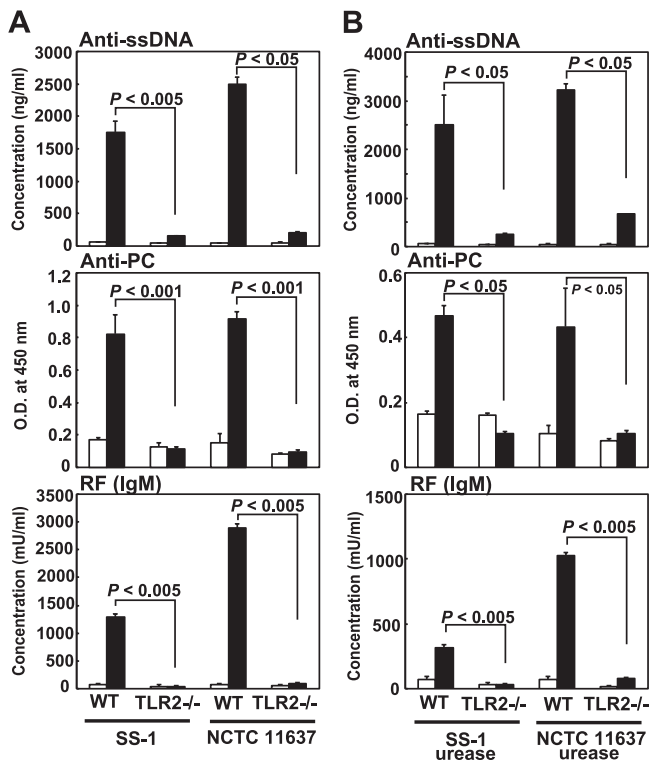 A
Anti-ssDNA
Concentration (ng/ml)
3000
2500
2000
1500
1000
500
0
P < 0.005
P < 0.05
Anti-PC
O.D. at 450 nm
1.2
1.0
0.8
0.6
0.4
0.2
0
P < 0.001
P < 0.001
RF (IgM)
Concentration (mU/ml)
3500
3000
2500
2000
1500
1000
500
0
P < 0.005
P < 0.005
WT TLR2-/- WT TLR2-/-
SS-1 NCTC 11637
B
Anti-ssDNA
Concentration (ng/ml)
4000
3000
2000
1000
0
P < 0.05
P < 0.05
Anti-PC
O.D. at 450 nm
0.6
0.4
0.2
0
P < 0.05
P < 0.05
RF (IgM)
Concentration (mU/ml)
1500
1000
500
0
P < 0.005
P < 0.005
WT TLR2-/- WT TLR2-/-
SS-1 NCTC 11637
urease urease